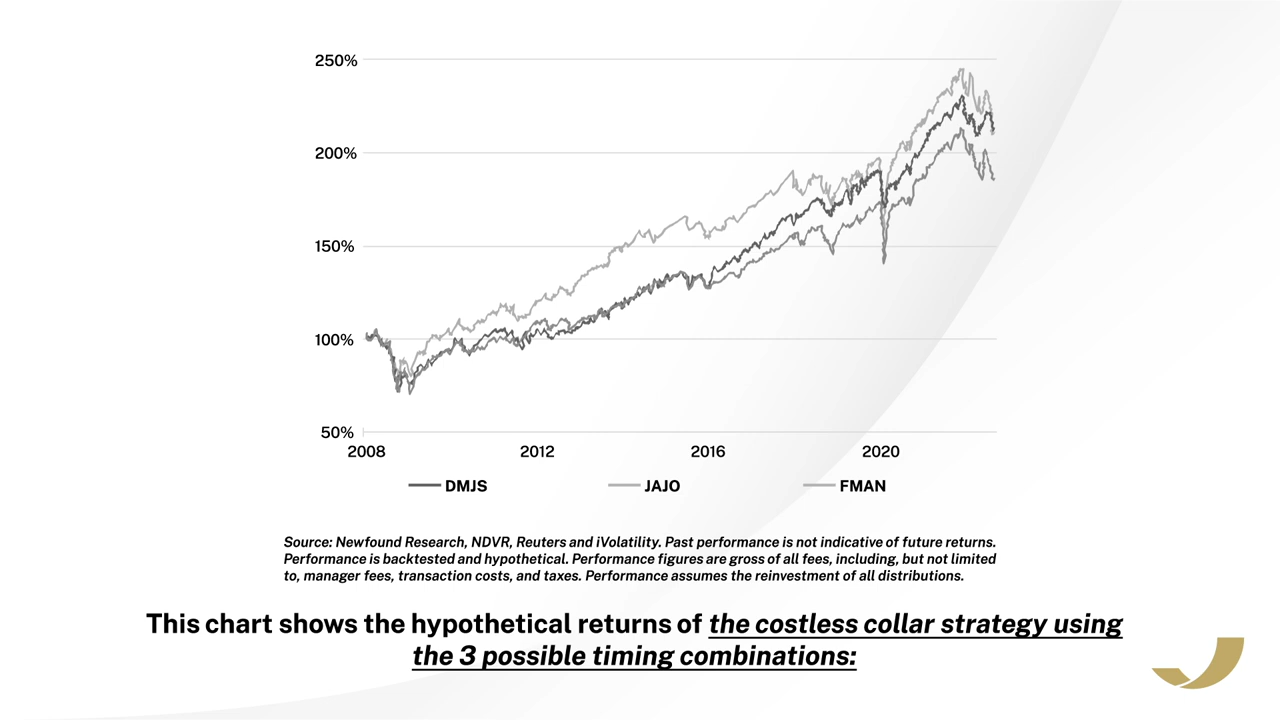 250%
200%
150%
100%
50%
2008 2012 2016 2020
DMJS JAJO FMAN
Source: Newfound Research, NDVR, Reuters and iVolatility. Past performance is not indicative of future returns.
Performance is backtested and hypothetical. Performance figures are gross of all fees, including, but not limited
to, manager fees, transaction costs, and taxes. Performance assumes the reinvestment of all distributions.
This chart shows the hypothetical returns of the costless collar strategy using
the 3 possible timing combinations: